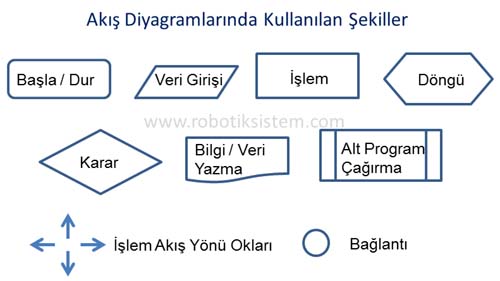 Akış Diyagramlarında Kullanılan Şekiller
Başla / Dur
Veri Girişi
İşlem
Döngü
www.robotiksistem.com
Karar
Bilgi / Veri
Yazma
Alt Program
Çağırma
İşlem Akış Yönü Okları
Bağlantı